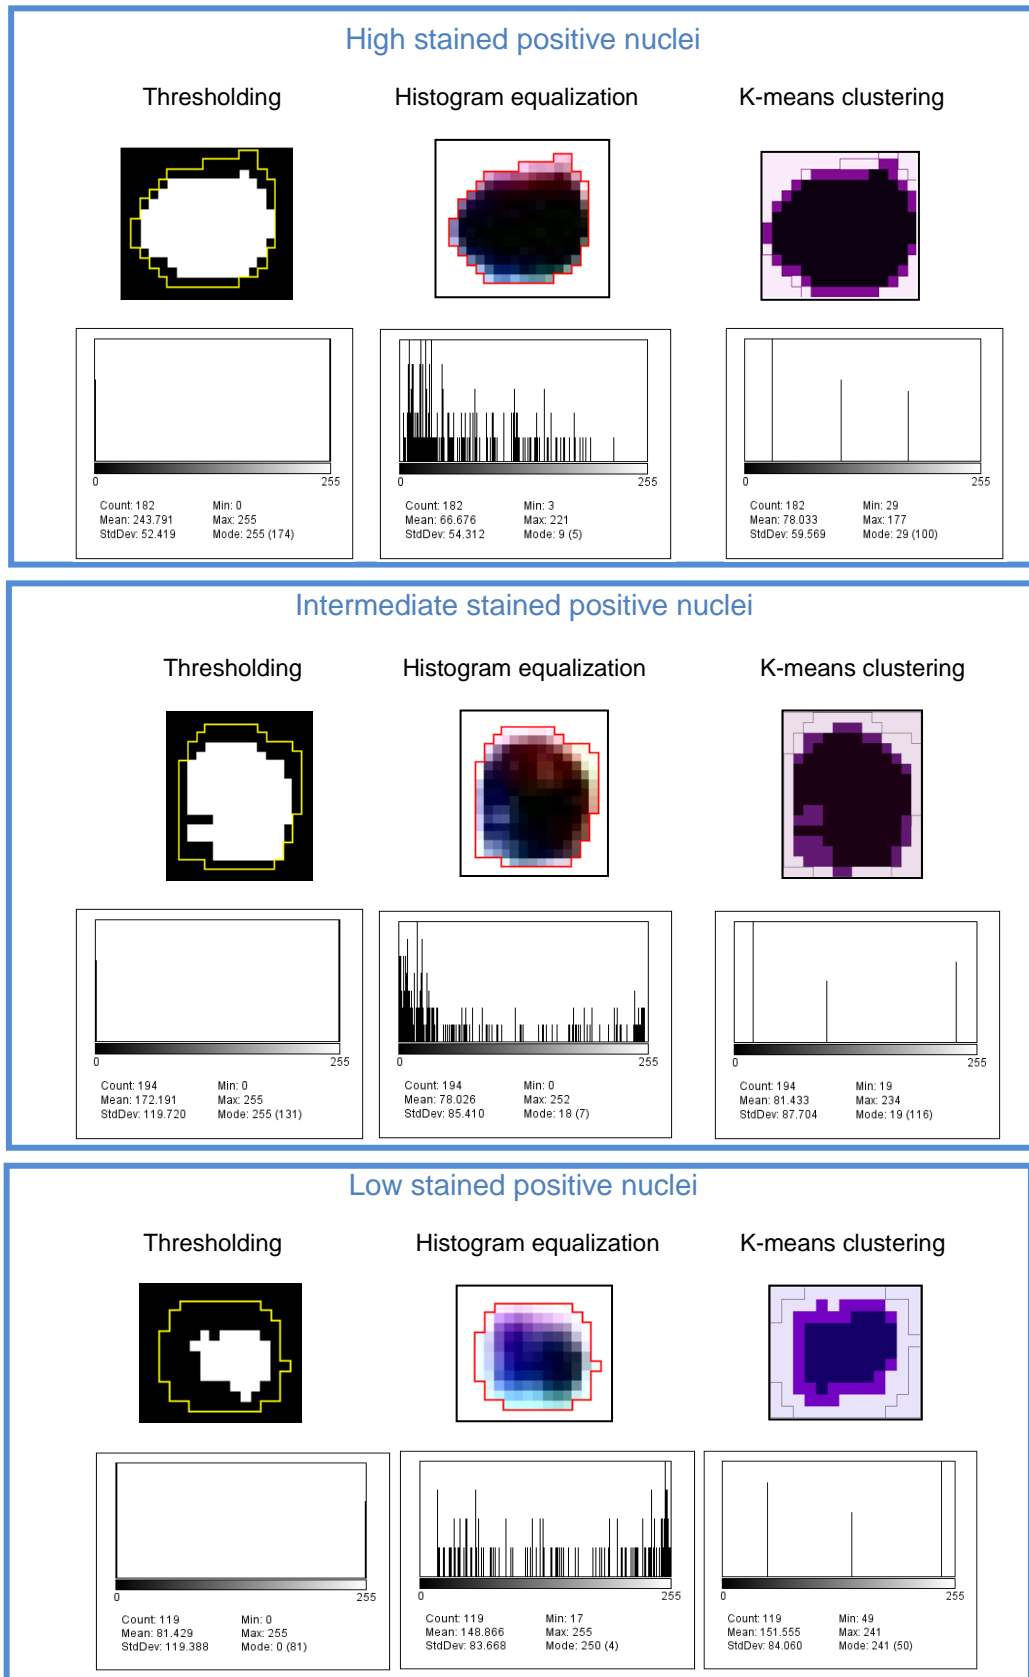 High stained positive nuclei
Thresholding Histogram equalization K-means clustering
0 255 0 255 0 255
Count: 182 Min: 0 Count: 182 Min: 3 Count: 182 Min: 29
Mean: 243.791 Max: 255 Mean: 66.676 Max: 221 Mean: 78.033 Max: 177
StdDev: 52.419 Mode: 255 (174) StdDev: 54.312 Mode: 9 (5) StdDev: 59.569 Mode: 29 (100)
Intermediate stained positive nuclei
Thresholding Histogram equalization K-means clustering
0 255 0 255 0 255
Count: 194 Min: 0 Count: 194 Min: 0 Count: 194 Min: 19
Mean: 172.191 Max: 255 Mean: 78.026 Max: 252 Mean: 81.433 Max: 234
StdDev: 119.720 Mode: 255 (131) StdDev: 85.410 Mode: 18 (7) StdDev: 87.704 Mode: 19 (116)
Low stained positive nuclei
Thresholding Histogram equalization K-means clustering
0 255 0 255 0 255
Count: 119 Min: 0 Count: 119 Min: 17 Count: 119 Min: 49
Mean: 81.429 Max: 255 Mean: 148.866 Max: 255 Mean: 151.555 Max: 241
StdDev: 119.388 Mode: 0 (81) StdDev: 83.668 Mode: 250 (4) StdDev: 84.060 Mode: 241 (50)